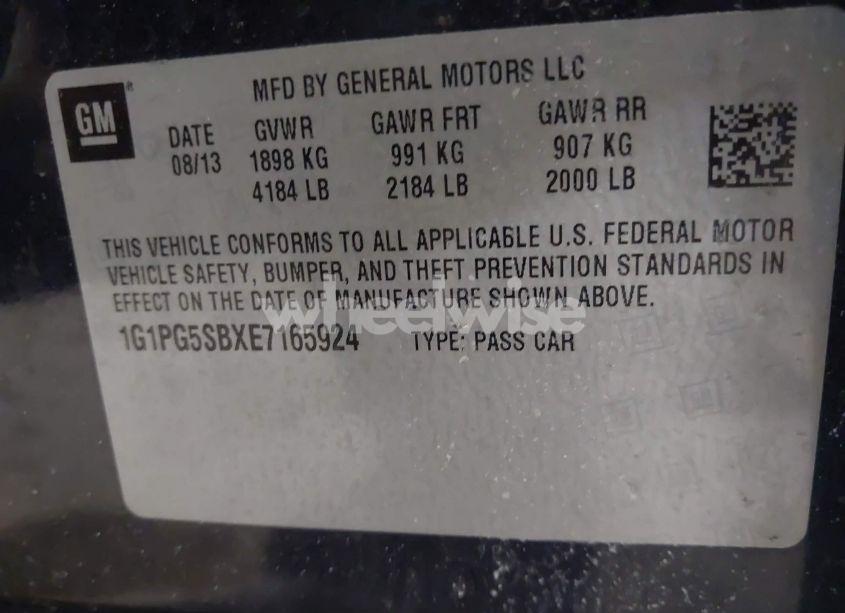 MFD BY GENERAL MOTORS LLC
GM
DATE GVWR GAWR FRT GAWR RR
08/13 1898 KG 991 KG 907 KG
4184 LB 2184 LB 2000 LB
THIS VEHICLE CONFORMS TO ALL APPLICABLE U.S. FEDERAL MOTOR
VEHICLE SAFETY, BUMPER, AND THEFT PREVENTION STANDARDS IN
EFFECT ON THE DATE OF MANUFACTURE SHOWN ABOVE.
wheelwise
1G1PG5SBXE7165924 TYPE: PASS CAR